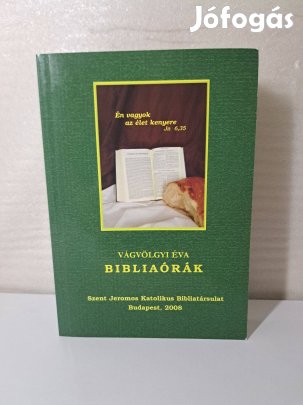 Jófogás
Én vagyok
az élet kenyere
Jn 6,35
VÁGVÖLGYI ÉVA
BIBLIAÓRÁK
Szent Jeromos Katolikus Bibliatársulat
Budapest, 2008